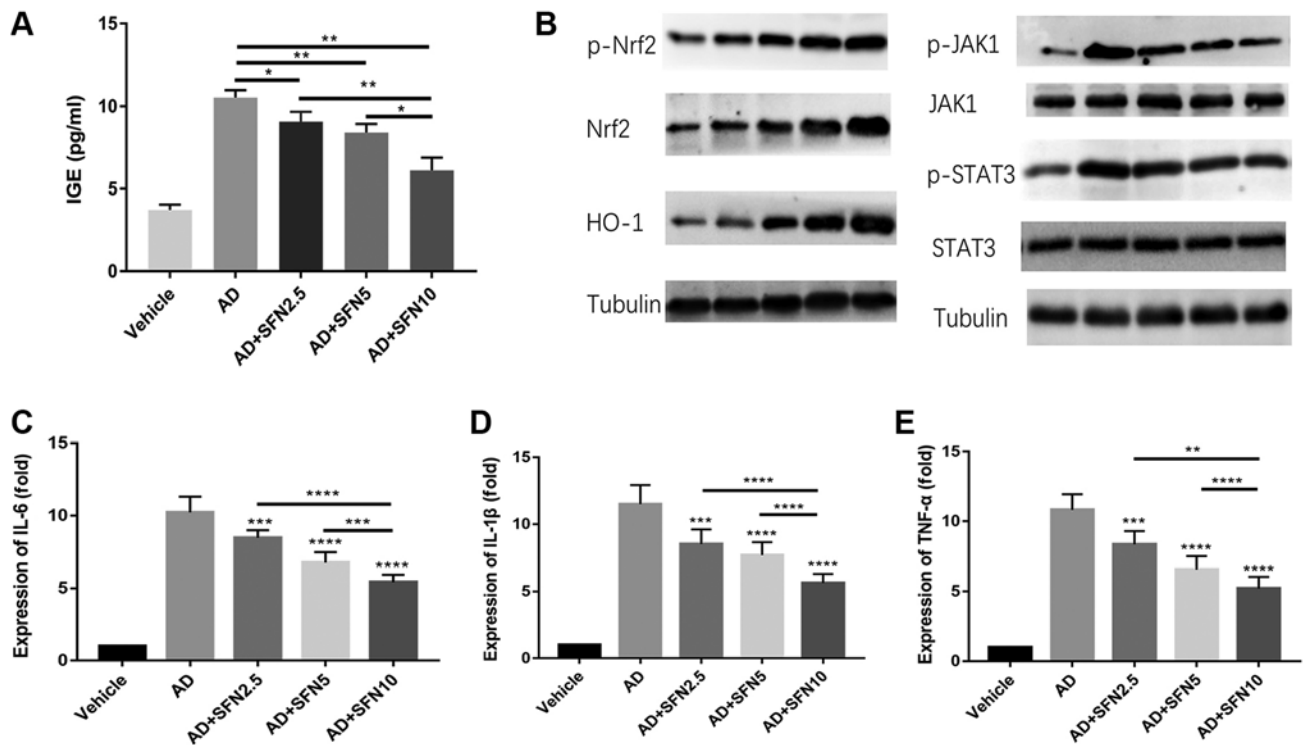 A
IGE (pg/ml)
15
10
5
0
**
**
*
**
*
Vehicle
AD
AD+SFN2.5
AD+SFN5
AD+SFN10
B
p-Nrf2
Nrf2
HO-1
Tubulin
p-JAK1
JAK1
p-STAT3
STAT3
Tubulin
C
Expression of IL-6 (fold)
15
10
5
0
****
***
***
****
****
Vehicle
AD
AD+SFN2.5
AD+SFN5
AD+SFN10
D
Expression of IL-1β (fold)
15
10
5
0
****
****
***
****
****
Vehicle
AD
AD+SFN2.5
AD+SFN5
AD+SFN10
E
Expression of TNF-α (fold)
15
10
5
0
**
****
***
****
****
Vehicle
AD
AD+SFN2.5
AD+SFN5
AD+SFN10